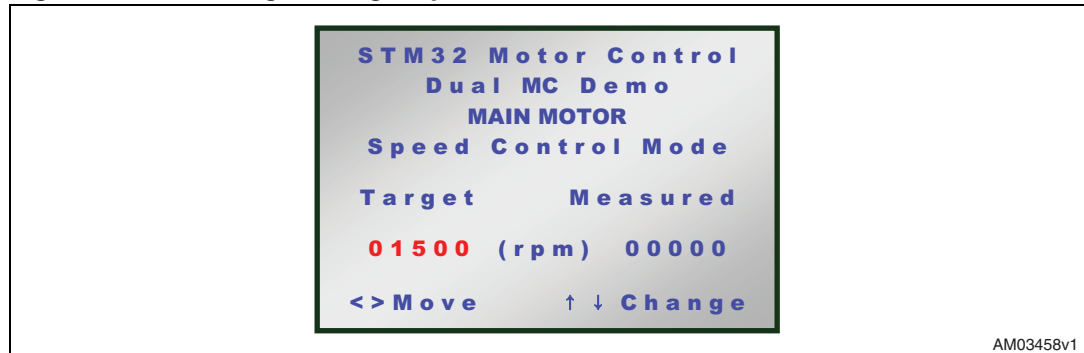 STM32 Motor Control
Dual MC Demo
MAIN MOTOR
Speed Control Mode
Target Measured
01500 (rpm) 00000
<>Move ↑↓Change
AM03458v1